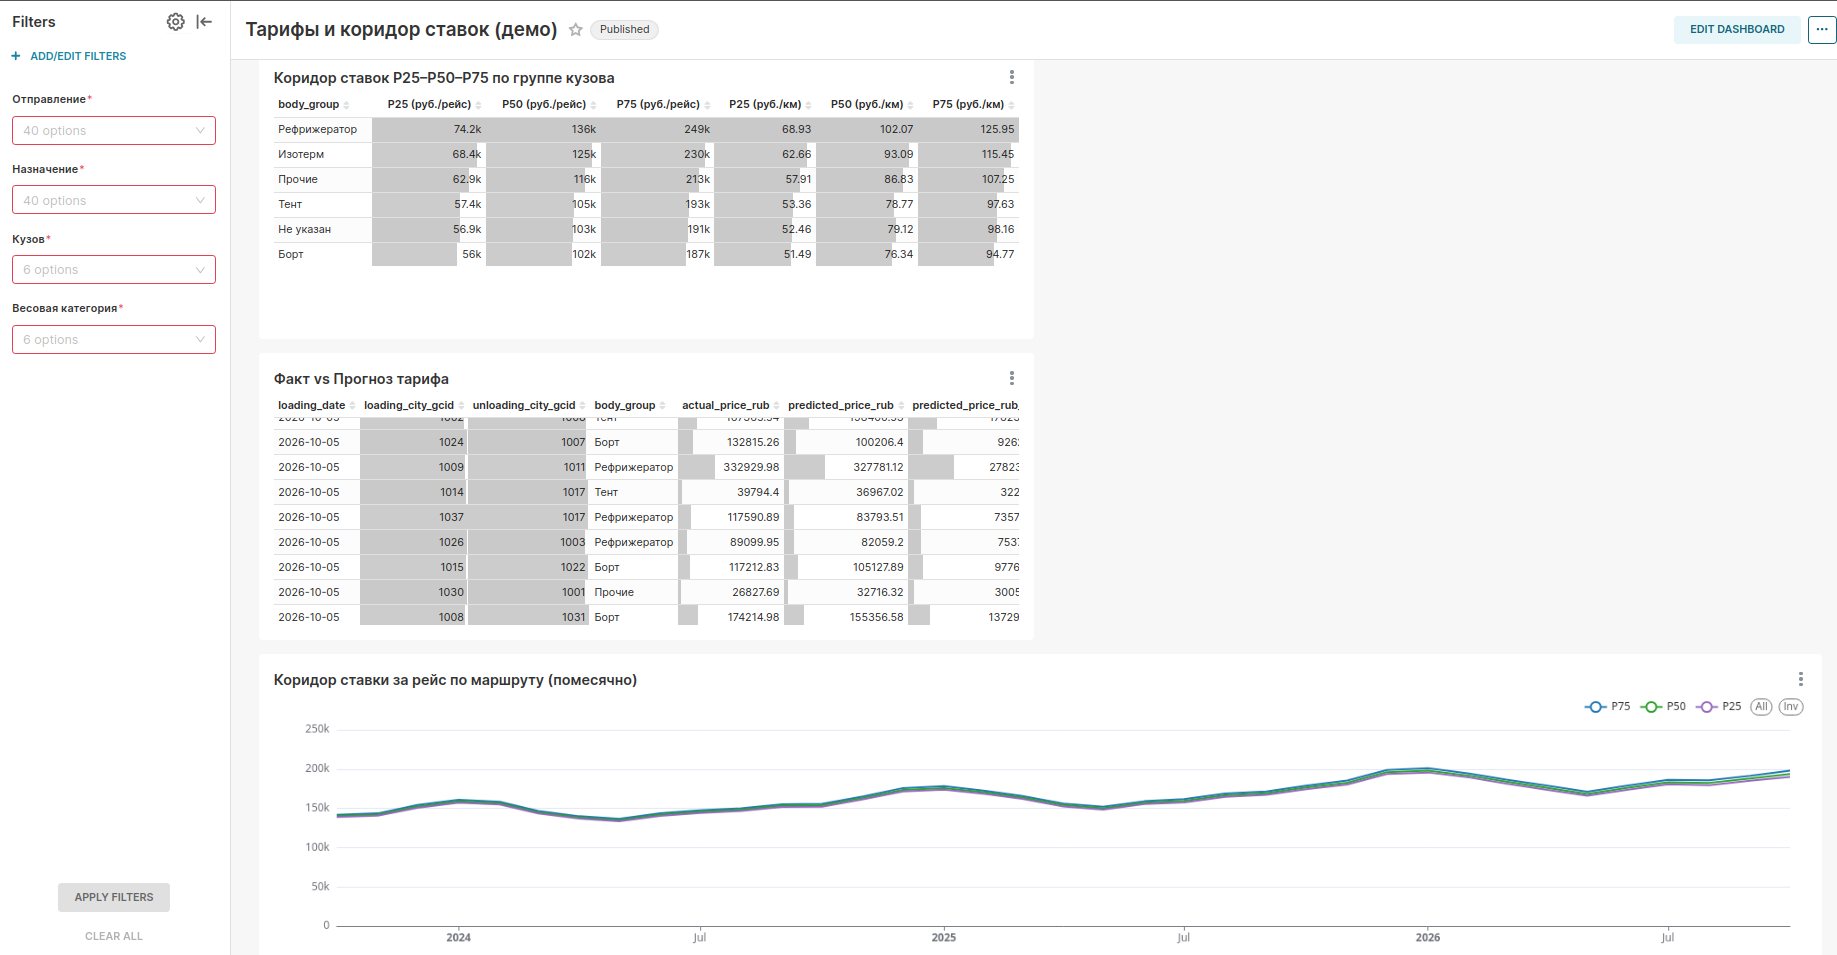 Filters
ADD/EDIT FILTERS
Отправление*
40 options
Назначение*
40 options
Кузов*
6 options
Весовая категория*
6 options
APPLY FILTERS
CLEAR ALL
Тарифы и коридор ставок (демо) Published
EDIT DASHBOARD
Коридор ставок P25–P50–P75 по группе кузова
body_group P25 (руб./рейс) P50 (руб./рейс) P75 (руб./рейс) P25 (руб./км) P50 (руб./км) P75 (руб./км)
Рефрижератор 74.2k 136k 249k 68.93 102.07 125.95
Изотерм 68.4k 125k 230k 62.66 93.09 115.45
Прочие 62.9k 116k 213k 57.91 86.83 107.25
Тент 57.4k 105k 193k 53.36 78.77 97.63
Не указан 56.9k 103k 191k 52.46 79.12 98.16
Борт 56k 102k 187k 51.49 76.34 94.77
Факт vs Прогноз тарифа
loading_date loading_city_gcid unloading_city_gcid body_group actual_price_rub predicted_price_rub predicted_price_rub_
2026-10-05 1024 1007 Борт 132815.26 100206.4 926
2026-10-05 1009 1011 Рефрижератор 332929.98 327781.12 27823
2026-10-05 1014 1017 Тент 39794.4 36967.02 322
2026-10-05 1037 1017 Рефрижератор 117590.89 83793.51 7357
2026-10-05 1026 1003 Рефрижератор 89099.95 82059.2 753
2026-10-05 1015 1022 Борт 117212.83 105127.89 9776
2026-10-05 1030 1001 Прочие 26827.69 32716.32 3005
2026-10-05 1008 1031 Борт 174214.98 155356.58 13729
Коридор ставки за рейс по маршруту (помесячно)
P75 P50 P25 All Inv
250k
200k
150k
100k
50k
0
2024 Jul 2025 Jul 2026 Jul